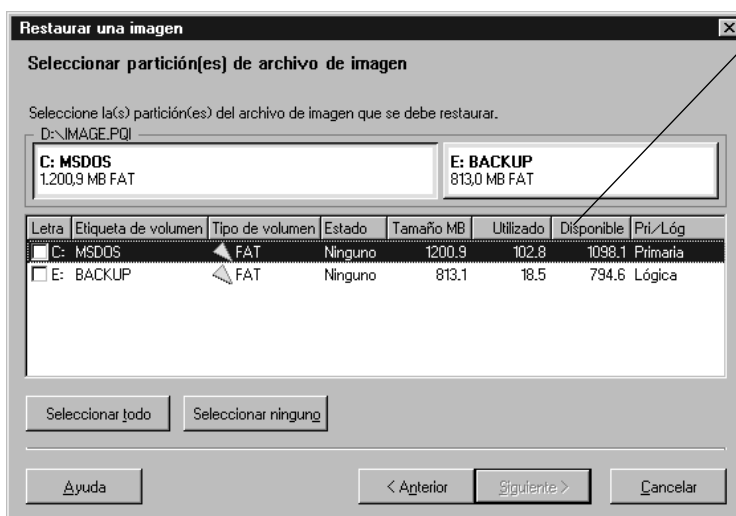 Restaurar una imagen
Seleccionar partición(es) de archivo de imagen
Seleccione la(s) partición(es) del archivo de imagen que se debe restaurar.
D:\IMAGE.PQI
C: MSDOS
1.200,9 MB FAT
E: BACKUP
813,0 MB FAT
Letra Etiqueta de volumen Tipo de volumen Estado Tamaño MB Utilizado Disponible Pri/Lóg
C: MSDOS FAT Ninguno 1200.9 102.8 1098.1 Primaria
E: BACKUP FAT Ninguno 813.1 18.5 794.6 Lógica
Seleccionar todo Seleccionar ninguno
Ayuda < Anterior Siguiente > Cancelar